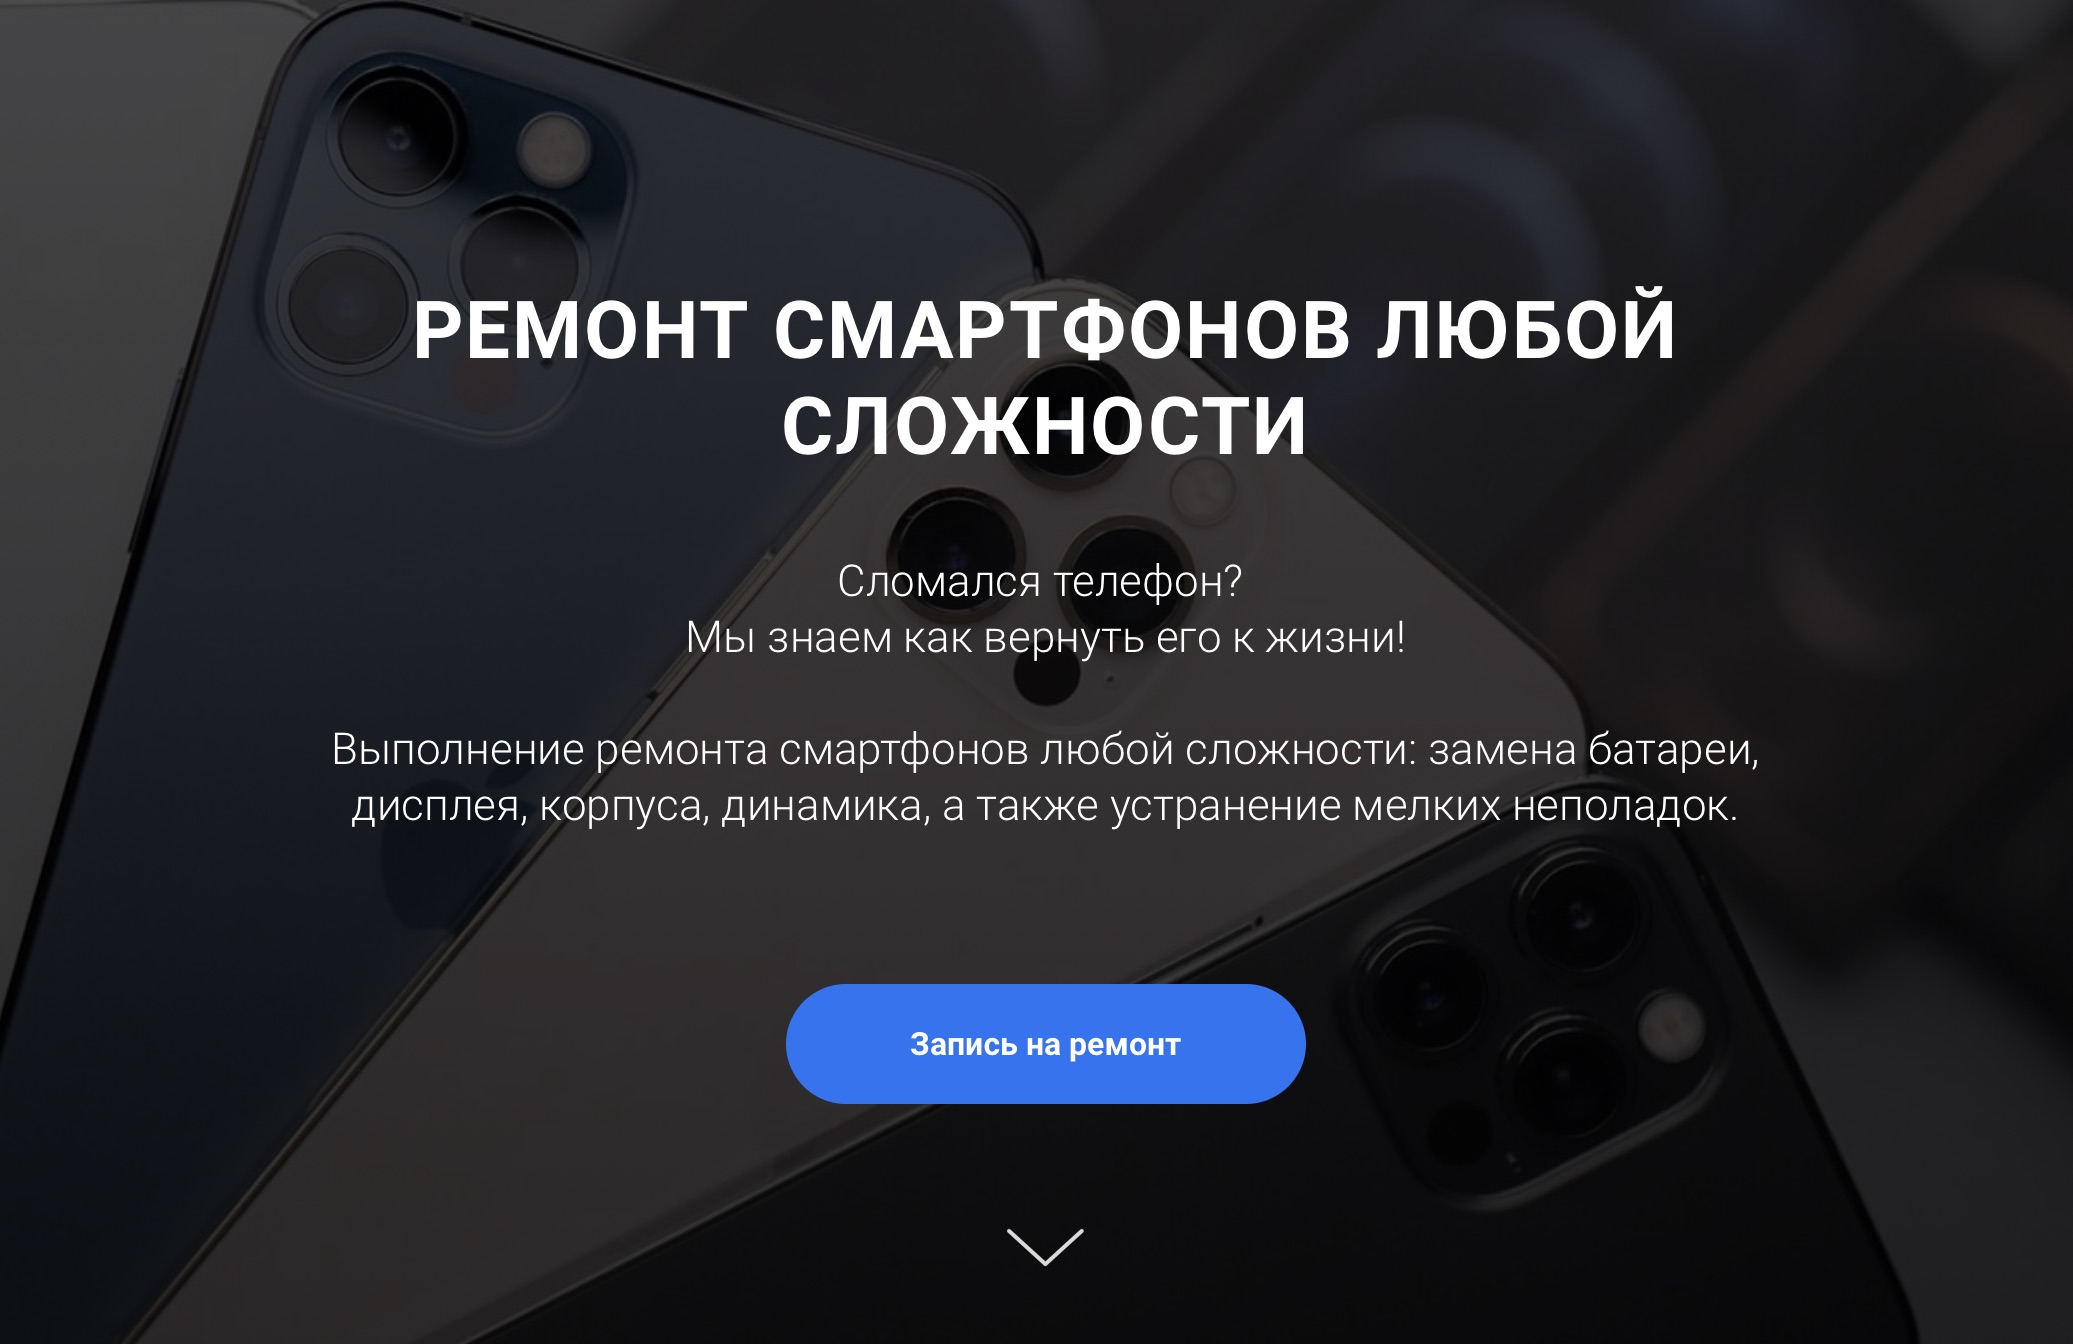 РЕМОНТ СМАРТФОНОВ ЛЮБОЙ
СЛОЖНОСТИ
Сломался телефон?
Мы знаем как вернуть его к жизни!
Выполнение ремонта смартфонов любой сложности: замена батареи,
дисплея, корпуса, динамика, а также устранение мелких неполадок.
Запись на ремонт